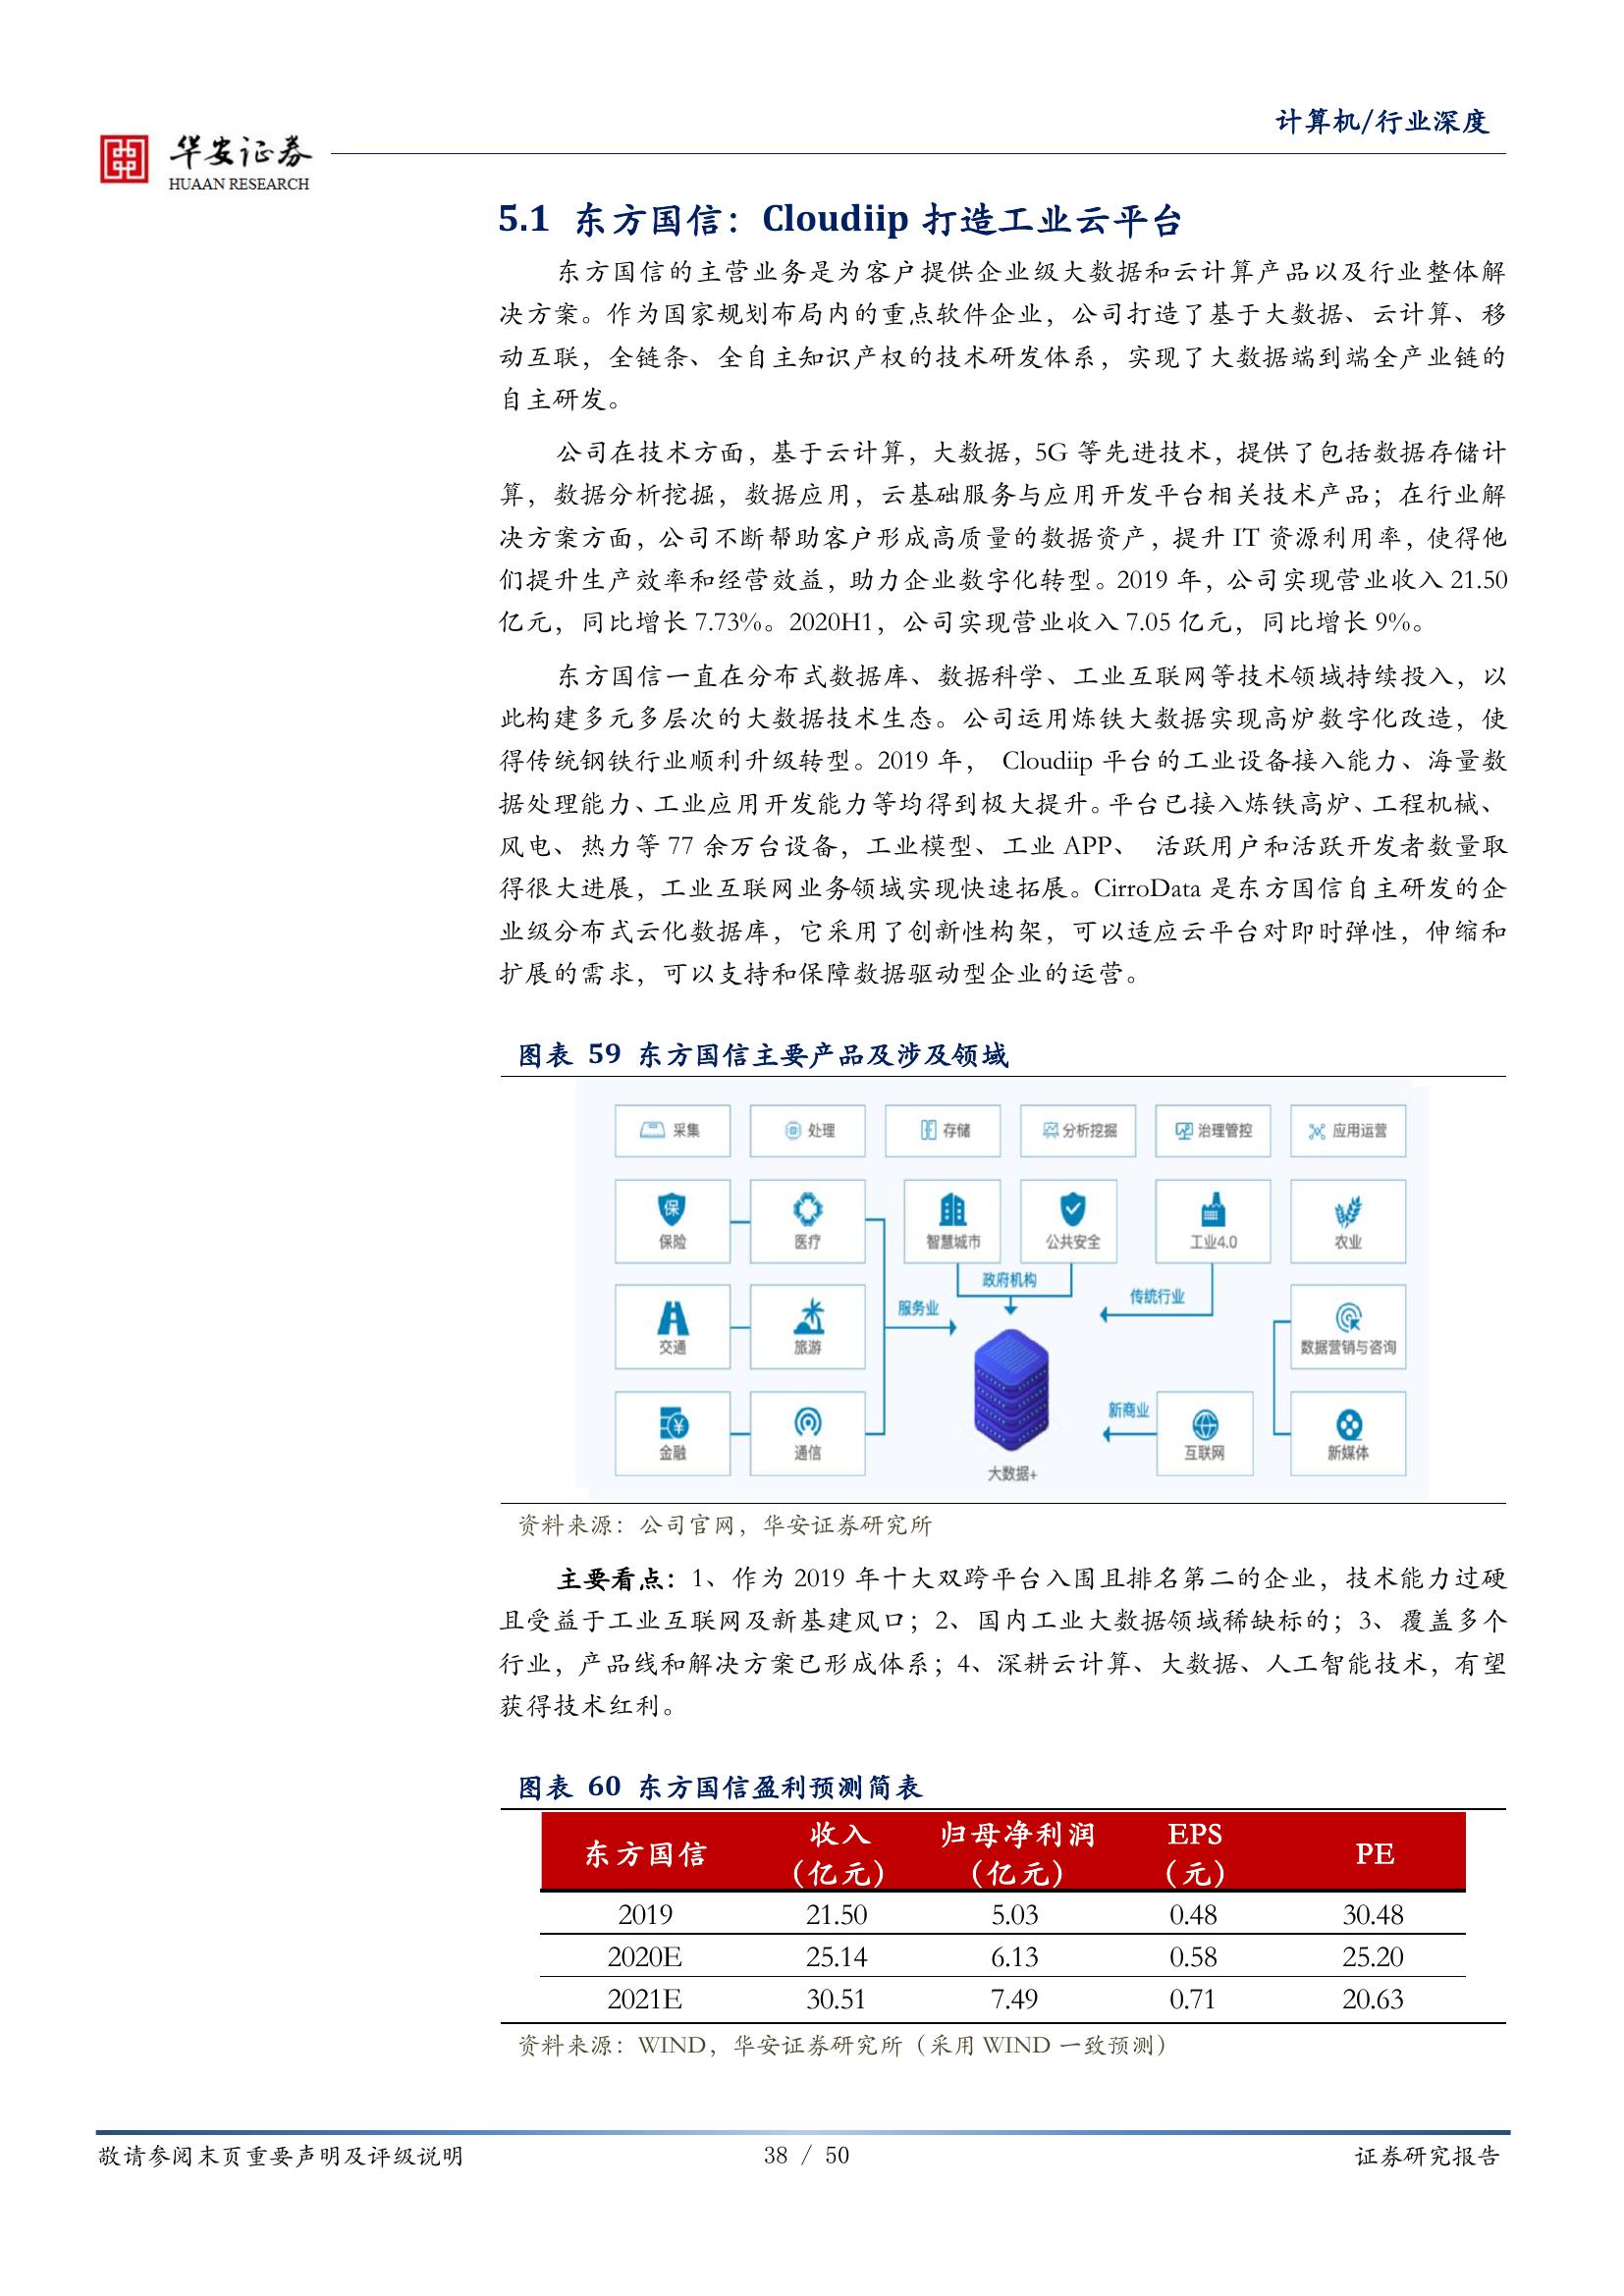 计算机/行业深度
华安证券
HUAAN RESEARCH
5.1 东方国信：Cloudiip 打造工业云平台
东方国信的主营业务是为客户提供企业级大数据和云计算产品以及行业整体解
决方案。作为国家规划布局内的重点软件企业，公司打造了基于大数据、云计算、移
动互联，全链条、全自主知识产权的技术研发体系，实现了大数据端到端全产业链的
自主研发。
公司在技术方面，基于云计算，大数据，5G 等先进技术，提供了包括数据存储计
算，数据分析挖掘，数据应用，云基础服务与应用开发平台相关技术产品；在行业解
决方案方面，公司不断帮助客户形成高质量的数据资产，提升 IT 资源利用率，使得他
们提升生产效率和经营效益，助力企业数字化转型。2019 年，公司实现营业收入 21.50
亿元，同比增长 7.73%。2020H1，公司实现营业收入 7.05 亿元，同比增长 9%。
东方国信一直在分布式数据库、数据科学、工业互联网等技术领域持续投入，以
此构建多元多层次的大数据技术生态。公司运用炼铁大数据实现高炉数字化改造，使
得传统钢铁行业顺利升级转型。2019 年， Cloudiip 平台的工业设备接入能力、海量数
据处理能力、工业应用开发能力等均得到极大提升。平台已接入炼铁高炉、工程机械、
风电、热力等 77 余万台设备，工业模型、工业 APP、 活跃用户和活跃开发者数量取
得很大进展，工业互联网业务领域实现快速拓展。CirroData 是东方国信自主研发的企
业级分布式云化数据库，它采用了创新性构架，可以适应云平台对即时弹性，伸缩和
扩展的需求，可以支持和保障数据驱动型企业的运营。
图表 59 东方国信主要产品及涉及领域
采集 处理 存储 分析挖掘 治理管控 应用运营
保
保险 医疗 智慧城市 公共安全 工业4.0 农业
政府机构
传统行业
服务业
交通 旅游 数据营销与咨询
新商业
金融 通信 互联网 新媒体
大数据+
资料来源：公司官网，华安证券研究所
主要看点：1、作为 2019 年十大双跨平台入围且排名第二的企业，技术能力过硬
且受益于工业互联网及新基建风口；2、国内工业大数据领域稀缺标的；3、覆盖多个
行业，产品线和解决方案已形成体系；4、深耕云计算、大数据、人工智能技术，有望
获得技术红利。
图表 60 东方国信盈利预测简表
东方国信 收入 归母净利润 EPS PE
（亿元） （亿元） （元）
2019 21.50 5.03 0.48 30.48
2020E 25.14 6.13 0.58 25.20
2021E 30.51 7.49 0.71 20.63
资料来源：WIND，华安证券研究所（采用 WIND 一致预测）
敬请参阅末页重要声明及评级说明 38 / 50 证券研究报告